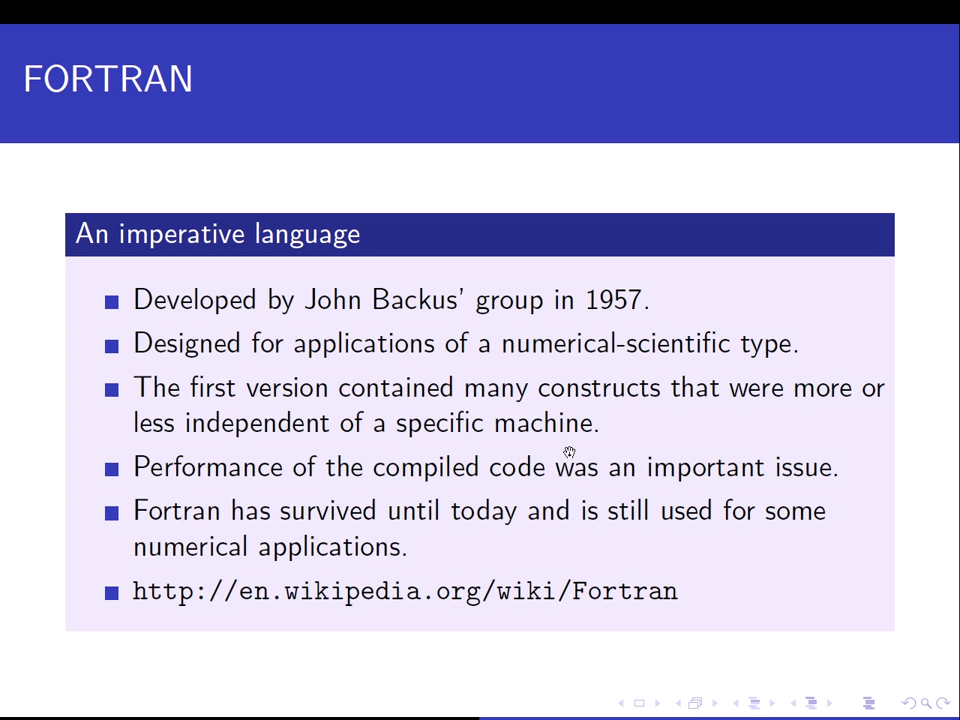 FORTRAN
An imperative language
Developed by John Backus' group in 1957.
Designed for applications of a numerical-scientific type.
The first version contained many constructs that were more or
less independent of a specific machine.
Performance of the compiled code was an important issue.
Fortran has survived until today and is still used for some
numerical applications.
http://en.wikipedia.org/wiki/Fortran